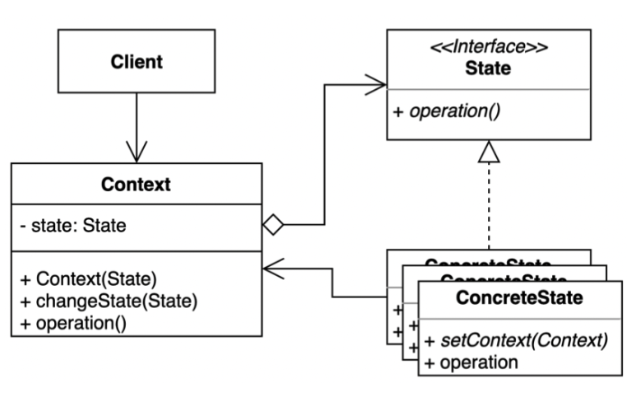 Client
<<Interface>>
State
+ operation()
Context
- state: State
+ Context(State)
+ changeState(State)
+ operation()
ConcreteState
ConcreteState
ConcreteState
+
+
+
+
+ setContext(Context)
+ operation